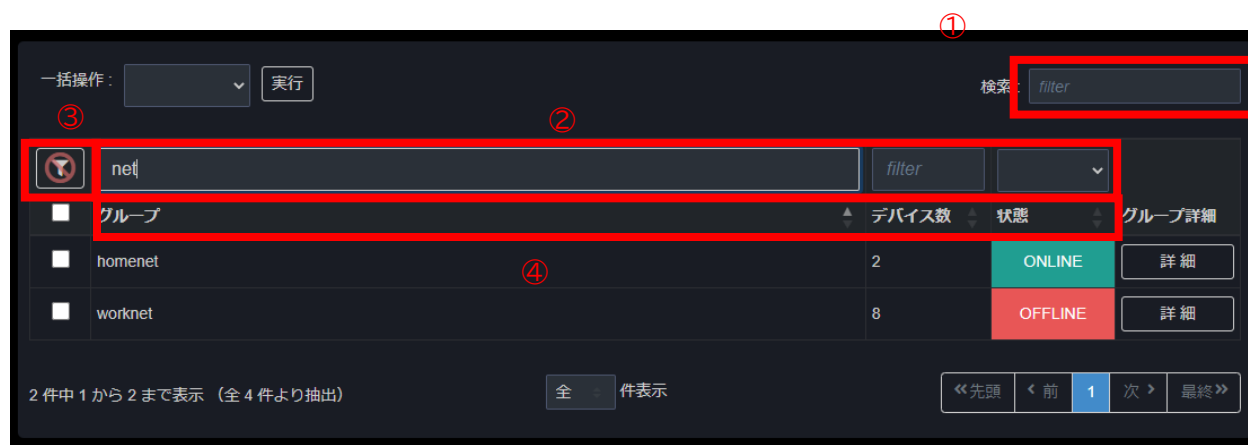 ①
一括操作 : 実行 検索 : filter
③ ②
net filter
グループ デバイス数 状態 グループ詳細
homenet 2 ONLINE 詳 細
④
worknet 8 OFFLINE 詳 細
2 件中 1 から 2 まで表示 （全 4 件より抽出） 全 件表示 «先頭 ‹ 前 1 次 › 最終»